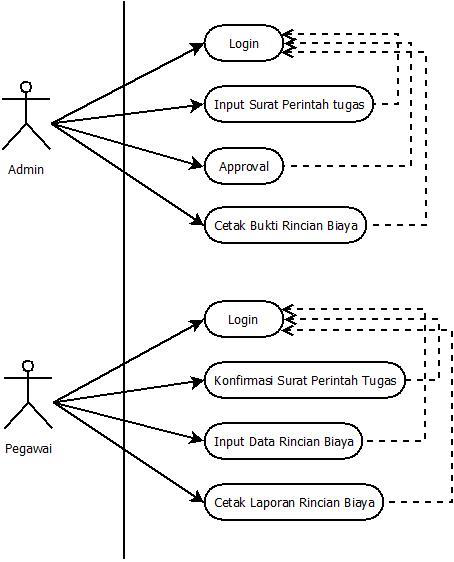 Login
Input Surat Perintah tugas
Admin
Approval
Cetak Bukti Rincian Biaya
Login
Konfirmasi Surat Perintah Tugas
Pegawai
Input Data Rincian Biaya
Cetak Laporan Rincian Biaya